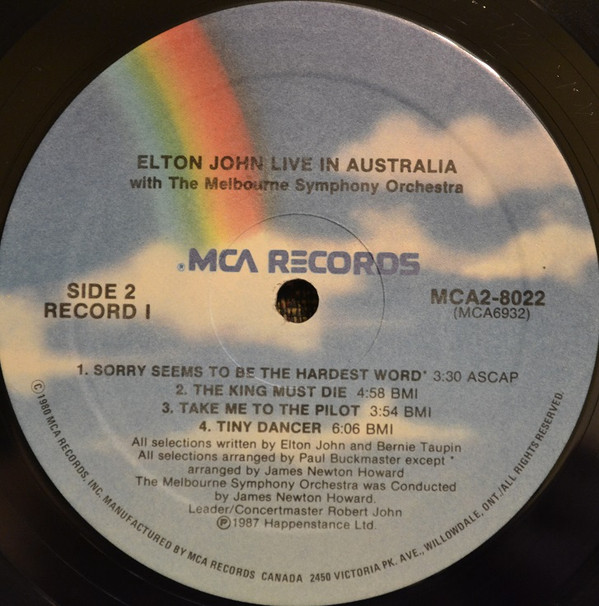 ELTON JOHN LIVE IN AUSTRALIA
with The Melbourne Symphony Orchestra
®MCA RECORDS
SIDE 2
RECORD I
MCA2-8022
(MCA6932)
1. SORRY SEEMS TO BE THE HARDEST WORD* 3:30 ASCAP
2. THE KING MUST DIE 4:58 BMI
3. TAKE ME TO THE PILOT 3:54 BMI
4. TINY DANCER 6:06 BMI
All selections written by Elton John and Bernie Taupin
All selections arranged by Paul Buckmaster except *
arranged by James Newton Howard
The Melbourne Symphony Orchestra was Conducted
by James Newton Howard.
Leader/Concertmaster Robert John
Ⓟ1987 Happenstance Ltd.
©1980 MCA RECORDS, INC. MANUFACTURED BY MCA RECORDS CANADA 2450 VICTORIA PK. AVE., WILLOWDALE, ONT./ALL RIGHTS RESERVED.